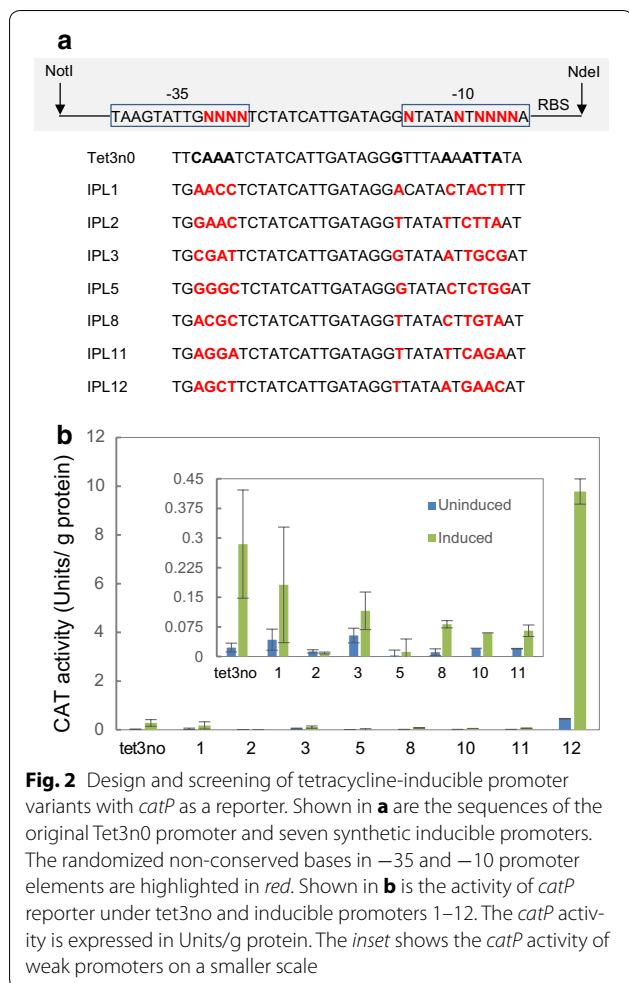 a
NotI
NdeI
-35
-10
RBS
TAAGTATTGNNNNTCTATCATTGATAGGNTATANTNNNNA
Tet3n0 TTCAAATCTATCATTGATAGGGTTTAAAATTATA
IPL1 TGAACCTCTATCATTGATAGGACATACTACTTTT
IPL2 TGGAACTCTATCATTGATAGGTTATATTCTTAAT
IPL3 TGCGATTCTATCATTGATAGGGTATAATTGCGAT
IPL5 TGGGGCTCTATCATTGATAGGGTATACTCTGGAT
IPL8 TGACGCTCTATCATTGATAGGTTATACTTGTAAT
IPL11 TGAGGATCTATCATTGATAGGTTATATTCAGAAT
IPL12 TGAGCTTCTATCATTGATAGGTTATAATGAACAT
b
CAT activity (Units/ g protein)
12
10
8
6
4
2
0
0.45
0.375
0.3
0.225
0.15
0.075
0
Uninduced
Induced
tet3no 1 2 3 5 8 10 11
tet3no 1 2 3 5 8 10 11 12
Fig. 2 Design and screening of tetracycline-inducible promoter
variants with catP as a reporter. Shown in a are the sequences of the
original Tet3n0 promoter and seven synthetic inducible promoters.
The randomized non-conserved bases in −35 and −10 promoter
elements are highlighted in red. Shown in b is the activity of catP
reporter under tet3no and inducible promoters 1–12. The catP activ-
ity is expressed in Units/g protein. The inset shows the catP activity of
weak promoters on a smaller scale